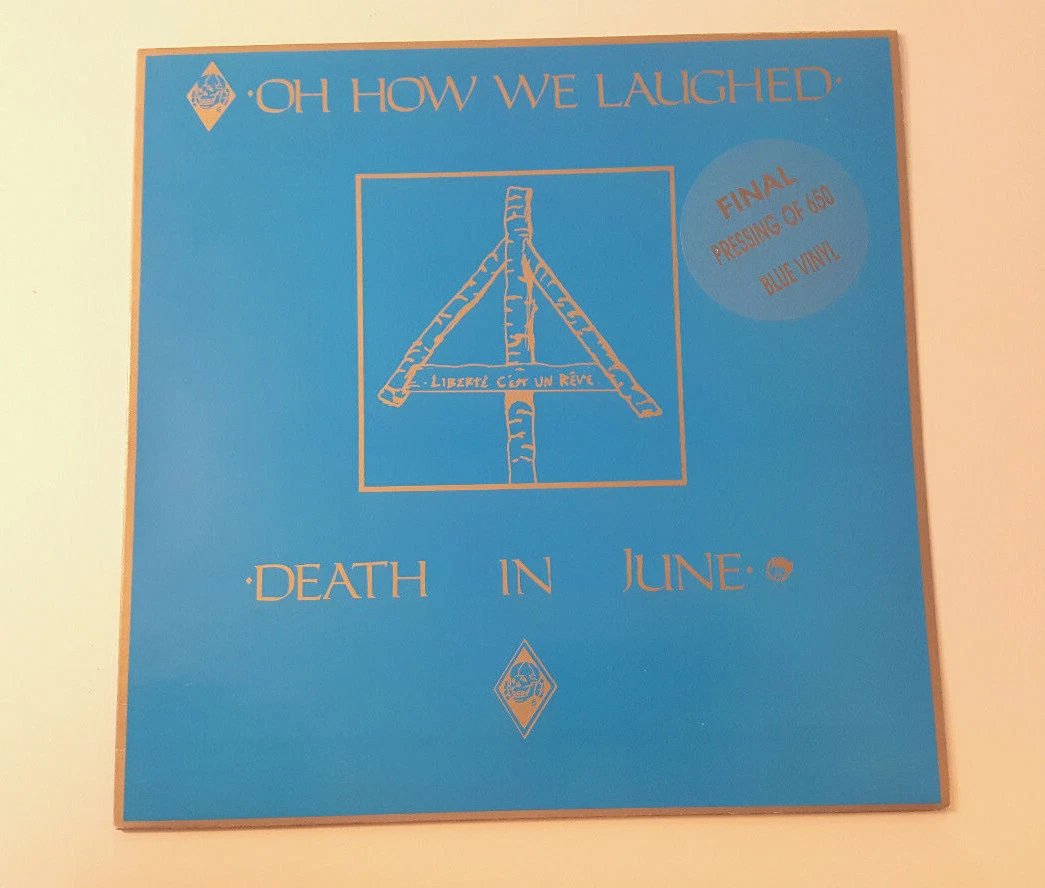 ·OH HOW WE LAUGHED·
FINAL
PRESSING OF 650
BLUE VINYL
· LIBERTÉ C'EST UN RÊVE
·DEATH IN JUNE·